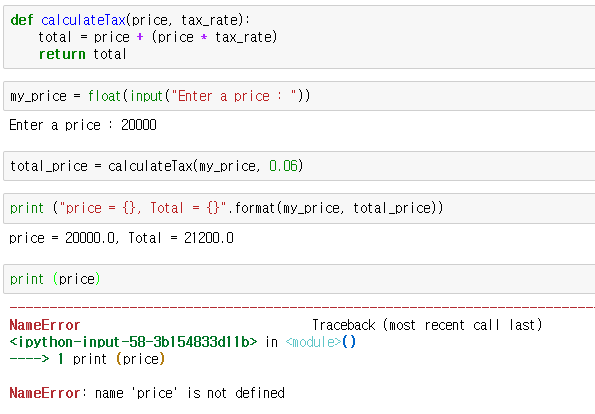 def calculateTax(price, tax_rate):
    total = price + (price * tax_rate)
    return total
my_price = float(input("Enter a price : "))
Enter a price : 20000
total_price = calculateTax(my_price, 0.06)
print ("price = {}, Total = {}".format(my_price, total_price))
price = 20000.0, Total = 21200.0
print (price)
---------------------------------------------------------------------------
NameError                                 Traceback (most recent call last)
<ipython-input-58-3b154833d11b> in <module>()
----> 1 print (price)
NameError: name 'price' is not defined